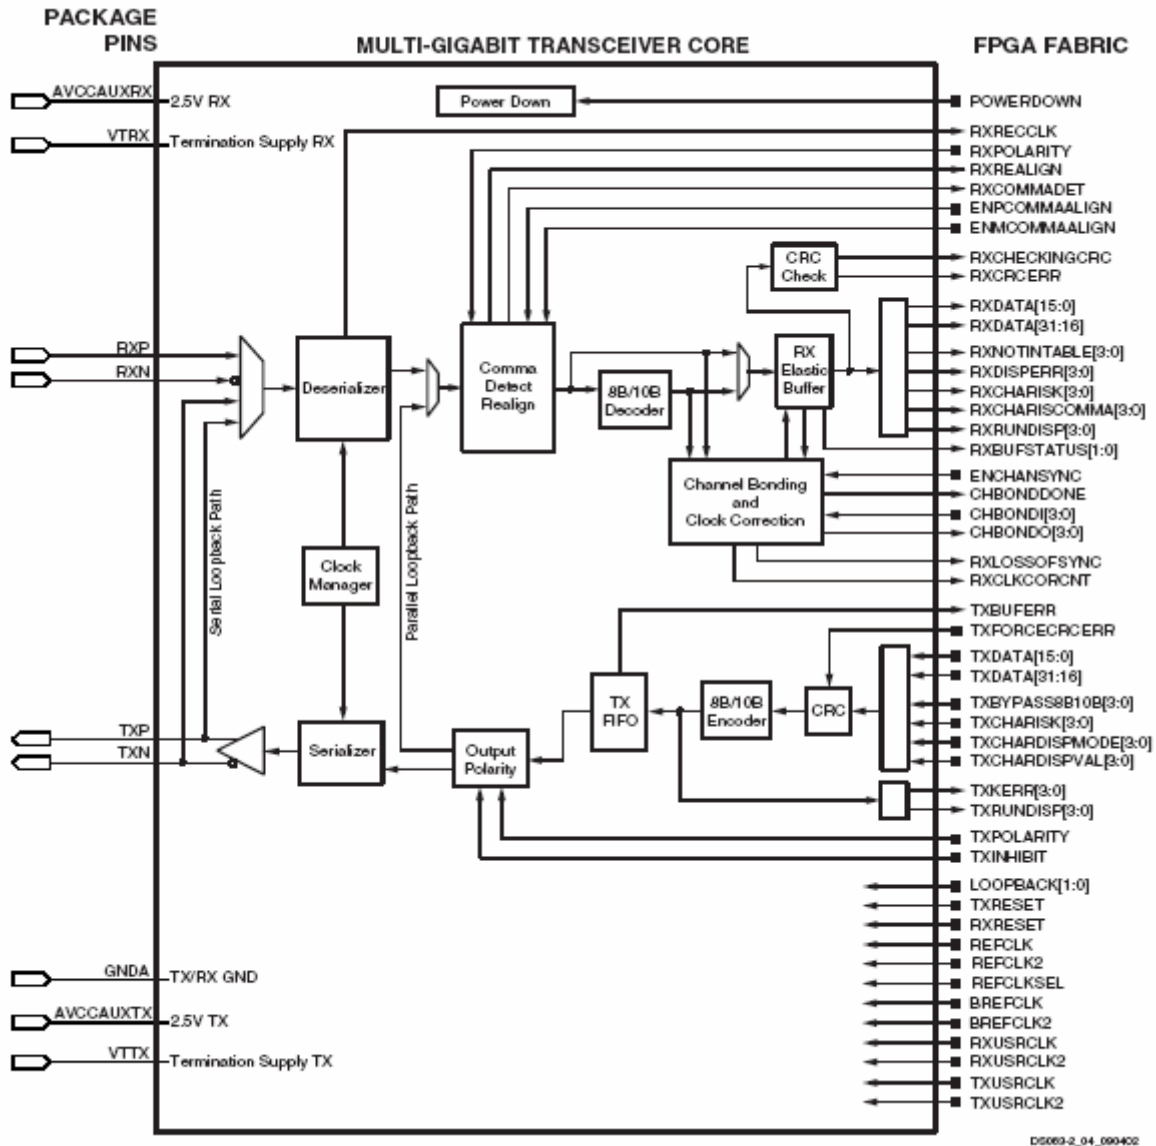 PACKAGE PINS
MULTI-GIGABIT TRANSCEIVER CORE
FPGA FABRIC
AVCCAUXRX
2.5V RX
VTRX
Termination Supply RX
Power Down
POWERDOWN
RXRECCLK
RXPOLARITY
RXREALIGN
RXCOMMADET
ENPCOMMAALIGN
ENMCOMMAALIGN
CRC Check
RXCHECKINGCRC
RXCRCERR
RXDATA[15:0]
RXDATA[31:16]
RXNOTINTABLE[3:0]
RXDISPERR[3:0]
RXCHARISK[3:0]
RXCHARISCOMMA[3:0]
RXRUNDISP[3:0]
RXBUFSTATUS[1:0]
RXP
RXN
Deserializer
Comma Detect Realign
8B/10B Decoder
RX Elastic Buffer
Channel Bonding and Clock Correction
ENCHANSYNC
CHBONDDONE
CHBONDI[3:0]
CHBONDO[3:0]
RXLOSSOFSYNC
RXCLKCORCNT
Serial Loopback Path
Clock Manager
Parallel Loopback Path
TXBUFERR
TXFORCECRCERR
TXDATA[15:0]
TXDATA[31:16]
TXBYPASS8B10B[3:0]
TXCHARISK[3:0]
TXCHARDISPMODE[3:0]
TXCHARDISPVAL[3:0]
TX FIFO
8B/10B Encoder
CRC
TXP
TXN
Serializer
Output Polarity
TXKERR[3:0]
TXRUNDISP[3:0]
TXPOLARITY
TXINHIBIT
LOOPBACK[1:0]
TXRESET
RXRESET
REFCLK
REFCLK2
REFCLKSEL
BREFCLK
BREFCLK2
RXUSRCLK
RXUSRCLK2
TXUSRCLK
TXUSRCLK2
GNDA
TX/RX GND
AVCCAUXTX
2.5V TX
VTTX
Termination Supply TX
DS083-2_04_090402